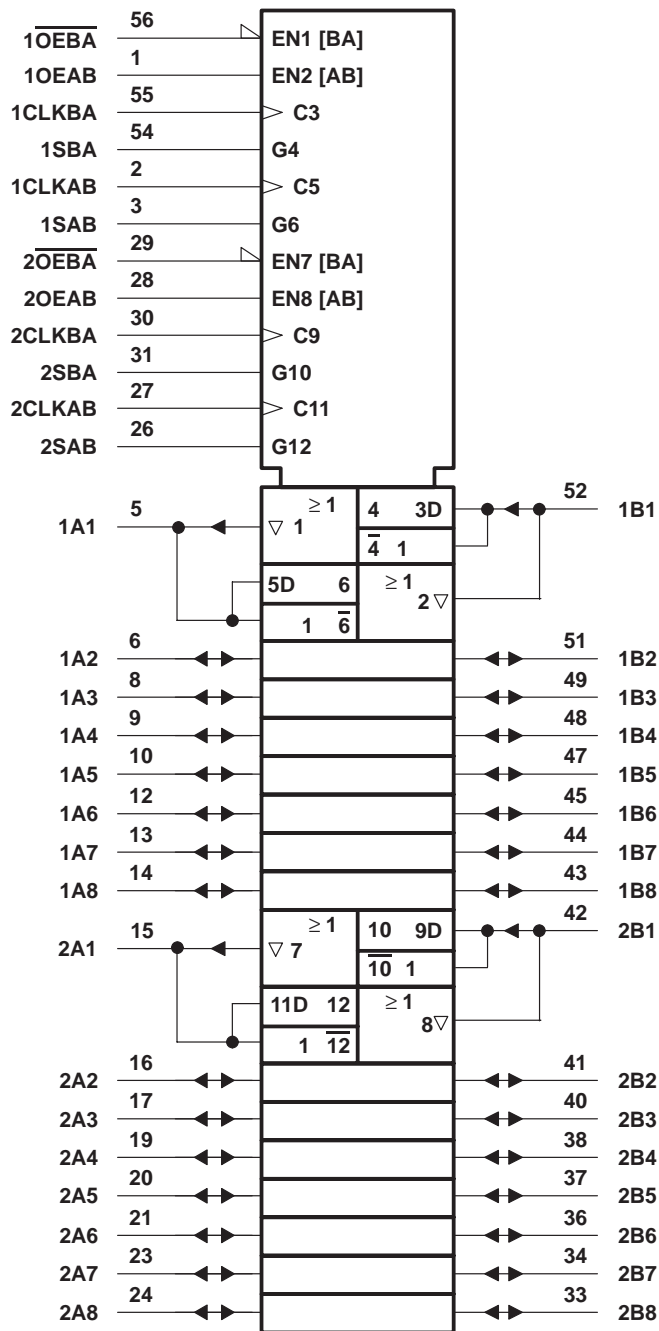 56
1O̅E̅B̅A̅ EN1 [BA]
1
1OEAB EN2 [AB]
55
1CLKBA C3
54
1SBA G4
2
1CLKAB C5
3
1SAB G6
29
2O̅E̅B̅A̅ EN7 [BA]
28
2OEAB EN8 [AB]
30
2CLKBA C9
31
2SBA G10
27
2CLKAB C11
26
2SAB G12
5 ≥ 1 4 3D 52
1A1 ▽ 1 1B1
4̅ 1
5D 6 ≥ 1
2 ▽
1 6̅
6 51
1A2 1B2
8 49
1A3 1B3
9 48
1A4 1B4
10 47
1A5 1B5
12 45
1A6 1B6
13 44
1A7 1B7
14 43
1A8 1B8
15 ≥ 1 10 9D 42
2A1 ▽ 7 2B1
1̅0̅ 1
11D 12 ≥ 1
8▽
1 1̅2̅
16 41
2A2 2B2
17 40
2A3 2B3
19 38
2A4 2B4
20 37
2A5 2B5
21 36
2A6 2B6
23 34
2A7 2B7
24 33
2A8 2B8